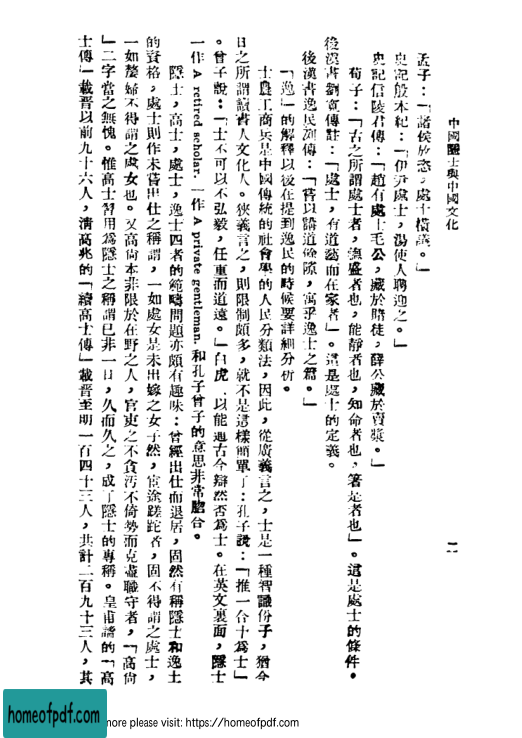 中國隱士與中國文化
二
孟子：「諸侯放恣，處士橫議。」
史記殷本紀：「伊尹處士，湯使人聘迎之。」
史記信陵君傳：「趙有處士毛公，藏於賭徒，薛公藏於賣漿。」
荀子：「古之所謂處士者，德盛者也，能靜者也，知命者也，箸是者也」。這是處士的條件。
後漢書劉寬傳註：「處士，有道藝而在家者」。這是處士的定義。
後漢書逸民列傳：「蓄以蹈道徐險，寓乎逸士之篇。」
「逸」的解釋以後在提到逸民的時候要詳細分析。
士農工商兵是中國傳統的社會學的人民分類法，因此，從廣義言之，士是一種智識份子，猶今
日之所謂讀書人文化人。狹義言之，則限制頗多，就不是這樣簡單了：孔子說：「推一合十為士」
。曾子說：「士不可以不弘毅，任重而道遠。」白虎 以能通古今辯然否為士。在英文裏面，隱士
一作 A retired scholar. 一作 A private gentleman. 和孔子曾子的意思非常脗合。
隱士，高士，處士，逸士四者的範疇問題亦頗有趣味：曾經出仕而退居，固然有稱隱士和逸士
的資格，處士則作未嘗出仕之稱謂，一如處女是未出嫁之女子然，宦途蹉跎者，固不得謂之處士，
一如嫠婦不得謂之處女也。又高尚本非限於在野之人，官吏之不貪污不倚勢而克盡職守者，「高尚
」二字當之無愧。惟高士習用為隱士之稱謂已非一日，久而久之，成了隱士的專稱。皇甫謐的「高
士傳」載晉以前九十六人，清高兆的「續高士傳」載晉至明一百四十三人，共計二百九十三人，其
homeofpdf.com
more please visit: https://homeofpdf.com